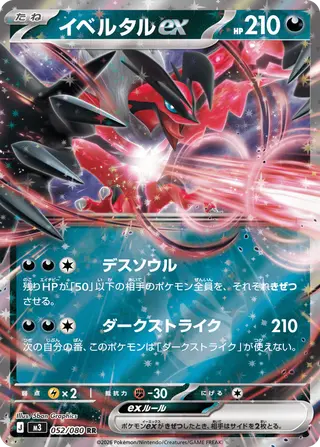 たね イベルタルex HP210
デスソウル
残りHPが「50」以下の相手のポケモン全員を、それぞれきぜつ
させる。
ダークストライク 210
次の自分の番、このポケモンは「ダークストライク」が使えない。
弱点 ×2 抵抗力 -30 にげる
exルール
ポケモンexがきぜつしたとき、相手はサイドを2枚とる。
Illus. 5ban Graphics
J m3 052/080 RR
©2026 Pokémon/Nintendo/Creatures/GAME FREAK